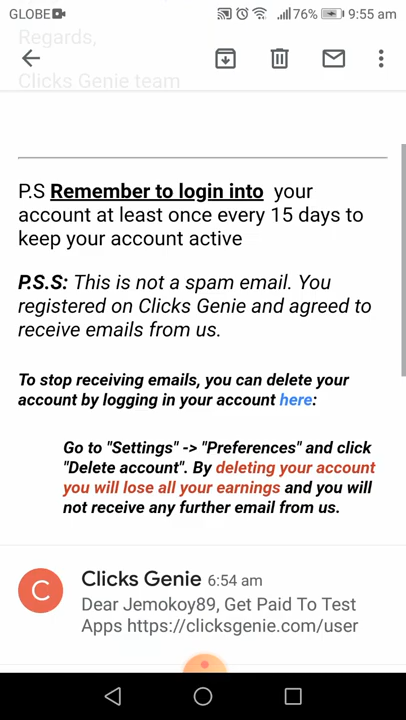 GLOBE 76% 9:55 am
Regards,
Clicks Genie team
P.S Remember to login into your
account at least once every 15 days to
keep your account active
P.S.S: This is not a spam email. You
registered on Clicks Genie and agreed to
receive emails from us.
To stop receiving emails, you can delete your
account by logging in your account here:
Go to "Settings" -> "Preferences" and click
"Delete account". By deleting your account
you will lose all your earnings and you will
not receive any further email from us.
C
Clicks Genie 6:54 am
Dear Jemokoy89, Get Paid To Test
Apps https://clicksgenie.com/user